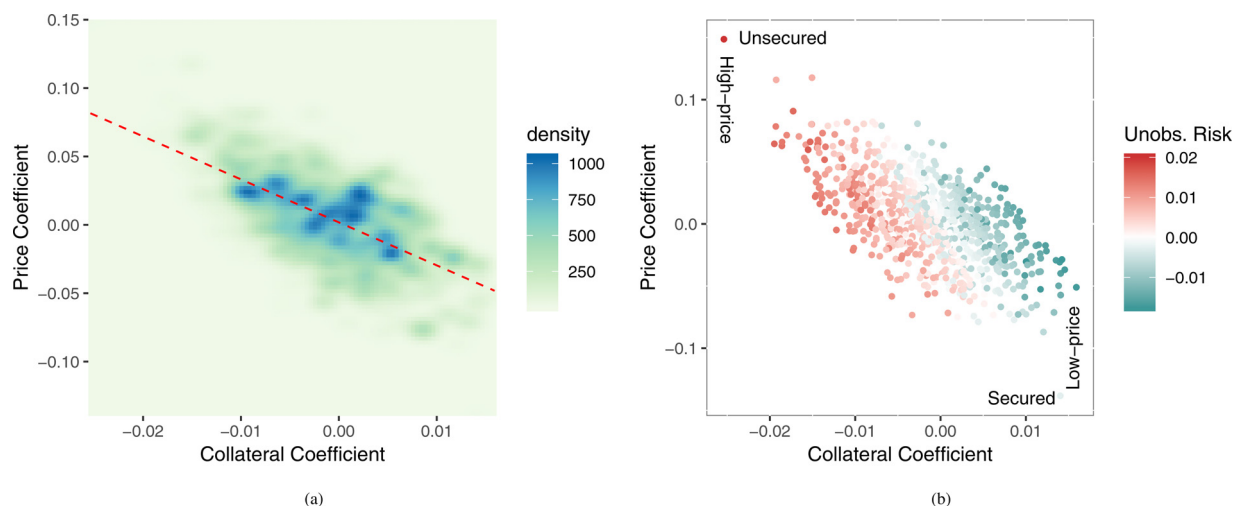 0.15
0.10
0.05
0.00
−0.05
−0.10
Price Coefficient
−0.02
−0.01
0.00
0.01
Collateral Coefficient
density
1000
750
500
250
(a)
Unsecured
High−price
0.1
0.0
−0.1
Price Coefficient
Low−price
Secured
−0.02
−0.01
0.00
0.01
Collateral Coefficient
Unobs. Risk
0.02
0.01
0.00
−0.01
(b)